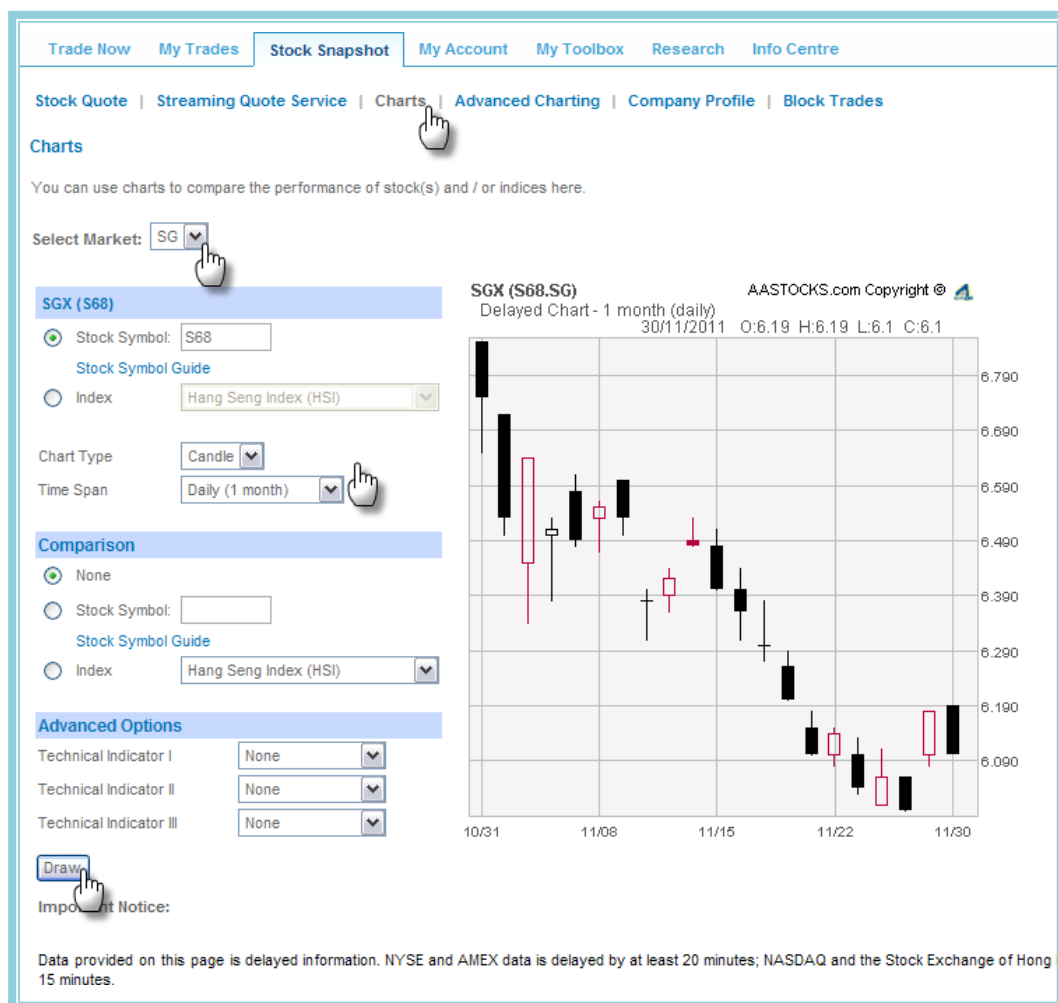 Trade Now My Trades Stock Snapshot My Account My Toolbox Research Info Centre
Stock Quote | Streaming Quote Service | Charts | Advanced Charting | Company Profile | Block Trades
Charts
You can use charts to compare the performance of stock(s) and / or indices here.
Select Market: SG
SGX (S68)
Stock Symbol: S68
Stock Symbol Guide
Index Hang Seng Index (HSI)
Chart Type Candle
Time Span Daily (1 month)
Comparison
None
Stock Symbol:
Stock Symbol Guide
Index Hang Seng Index (HSI)
Advanced Options
Technical Indicator I None
Technical Indicator II None
Technical Indicator III None
Draw
SGX (S68.SG) AASTOCKS.com Copyright ©
Delayed Chart - 1 month (daily)
30/11/2011 O:6.19 H:6.19 L:6.1 C:6.1
6.790
6.690
6.590
6.490
6.390
6.290
6.190
6.090
10/31 11/08 11/15 11/22 11/30
Important Notice:
Data provided on this page is delayed information. NYSE and AMEX data is delayed by at least 20 minutes; NASDAQ and the Stock Exchange of Hong
15 minutes.